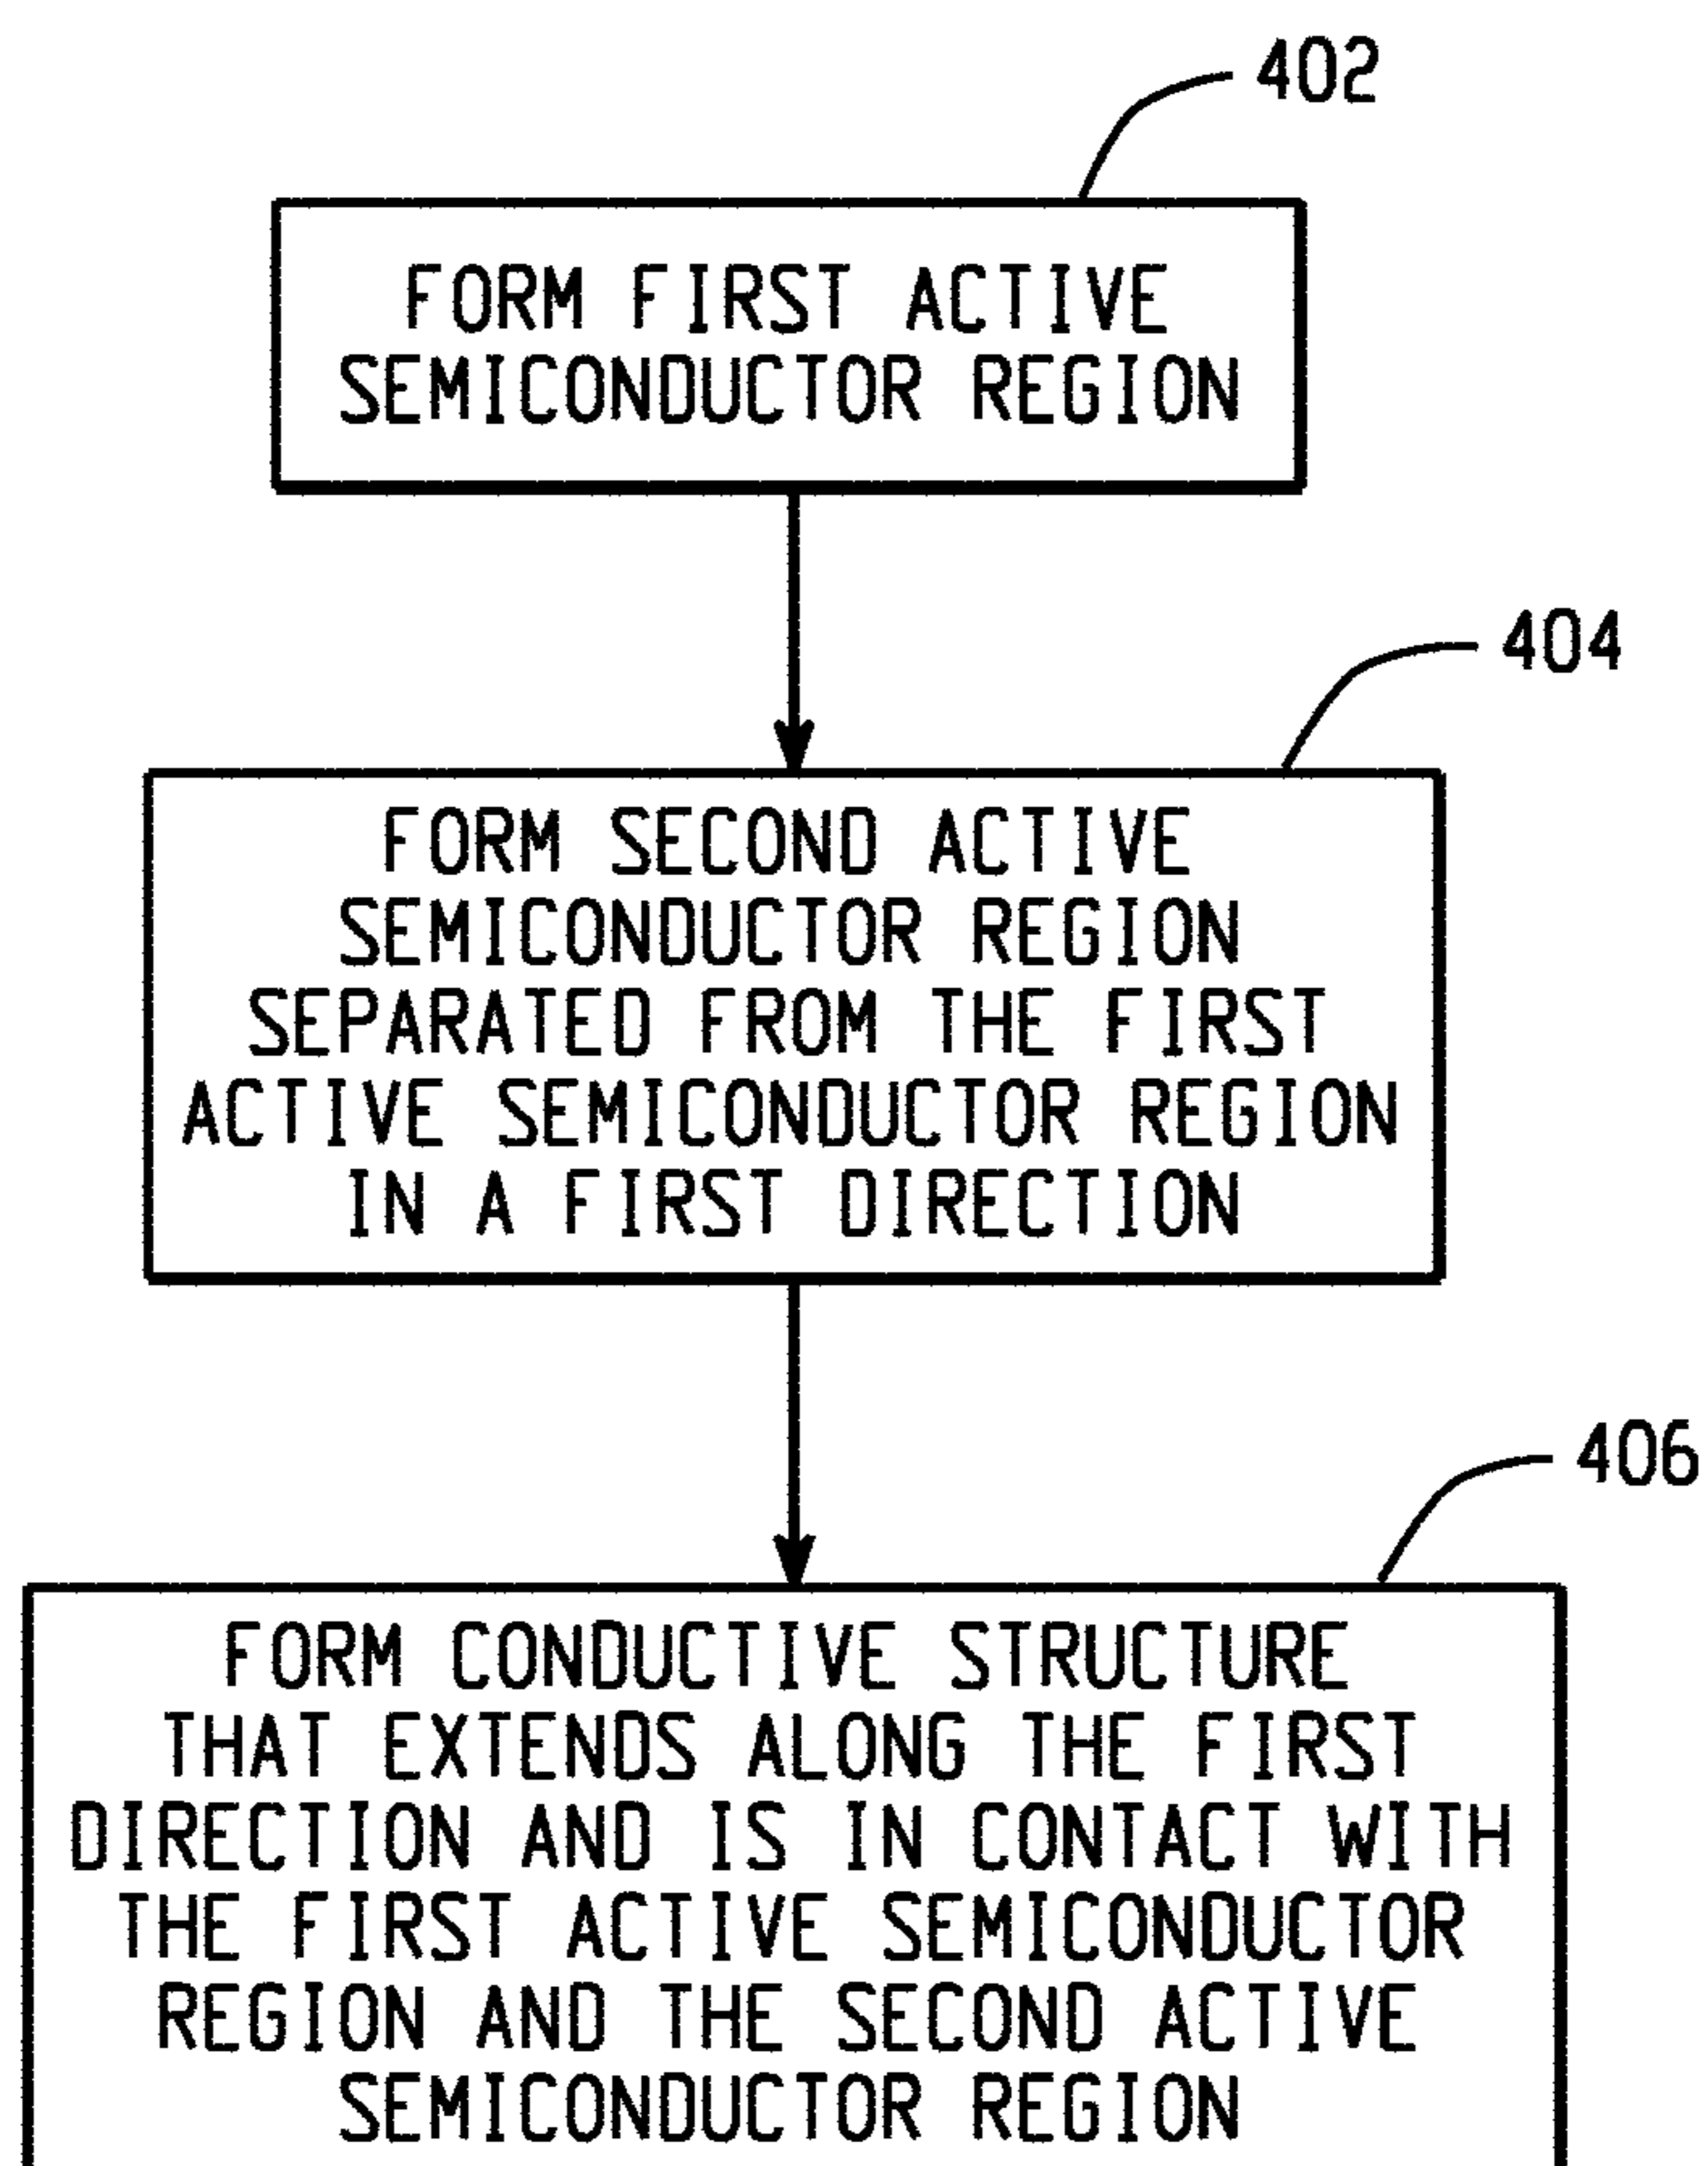 402
FORM FIRST ACTIVE
SEMICONDUCTOR REGION
404
FORM SECOND ACTIVE
SEMICONDUCTOR REGION
SEPARATED FROM THE FIRST
ACTIVE SEMICONDUCTOR REGION
IN A FIRST DIRECTION
406
FORM CONDUCTIVE STRUCTURE
THAT EXTENDS ALONG THE FIRST
DIRECTION AND IS IN CONTACT WITH
THE FIRST ACTIVE SEMICONDUCTOR
REGION AND THE SECOND ACTIVE
SEMICONDUCTOR REGION